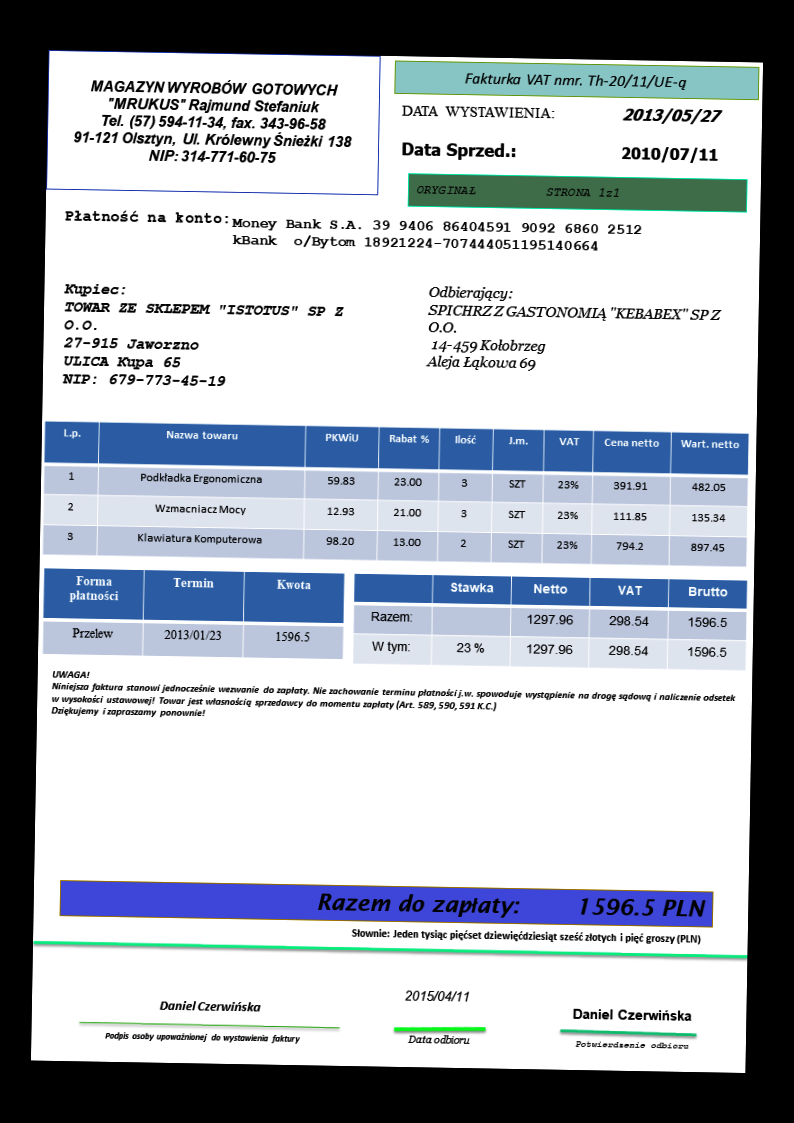 MAGAZYN WYROBÓW GOTOWYCH
"MRUKUS" Rajmund Stefaniuk
Tel. (57) 594-11-34, fax. 343-96-58
91-121 Olsztyn, Ul. Królewny Śnieżki 138
NIP: 314-771-60-75
Fakturka VAT nmr. Th-20/11/UE-q
DATA WYSTAWIENIA: 2013/05/27
Data Sprzed.: 2010/07/11
ORYGINAŁ STRONA 1z1
Płatność na konto: Money Bank S.A. 39 9406 86404591 9092 6860 2512
kBank o/Bytom 18921224-707444051195140664
Kupiec:
TOWAR ZE SKLEPEM "ISTOTUS" SP Z
O.O.
27-915 Jaworzno
ULICA Kupa 65
NIP: 679-773-45-19
Odbierający:
SPICHRZ Z GASTONOMIĄ "KEBABEX" SP Z
O.O.
14-459 Kołobrzeg
Aleja Łąkowa 69
L.p. Nazwa towaru PKWiU Rabat % Ilość J.m. VAT Cena netto Wart. netto
1 Podkładka Ergonomiczna 59.83 23.00 3 SZT 23% 391.91 482.05
2 Wzmacniacz Mocy 12.93 21.00 3 SZT 23% 111.85 135.34
3 Klawiatura Komputerowa 98.20 13.00 2 SZT 23% 794.2 897.45
Forma płatności Termin Kwota
Przelew 2013/01/23 1596.5
Stawka Netto VAT Brutto
Razem: 1297.96 298.54 1596.5
W tym: 23 % 1297.96 298.54 1596.5
UWAGA!
Niniejsza faktura stanowi jednocześnie wezwanie do zapłaty. Nie zachowanie terminu płatności j.w. spowoduje wystąpienie na drogę sądową i naliczenie odsetek
w wysokości ustawowej! Towar jest własnością sprzedawcy do momentu zapłaty (Art. 589, 590, 591 K.C.)
Dziękujemy i zapraszamy ponownie!
Razem do zapłaty: 1596.5 PLN
Słownie: Jeden tysiąc pięćset dziewięćdziesiąt sześć złotych i pięć groszy (PLN)
Daniel Czerwińska
Podpis osoby upoważnionej do wystawienia faktury
2015/04/11
Data odbioru
Daniel Czerwińska
Potwierdzenie odbioru